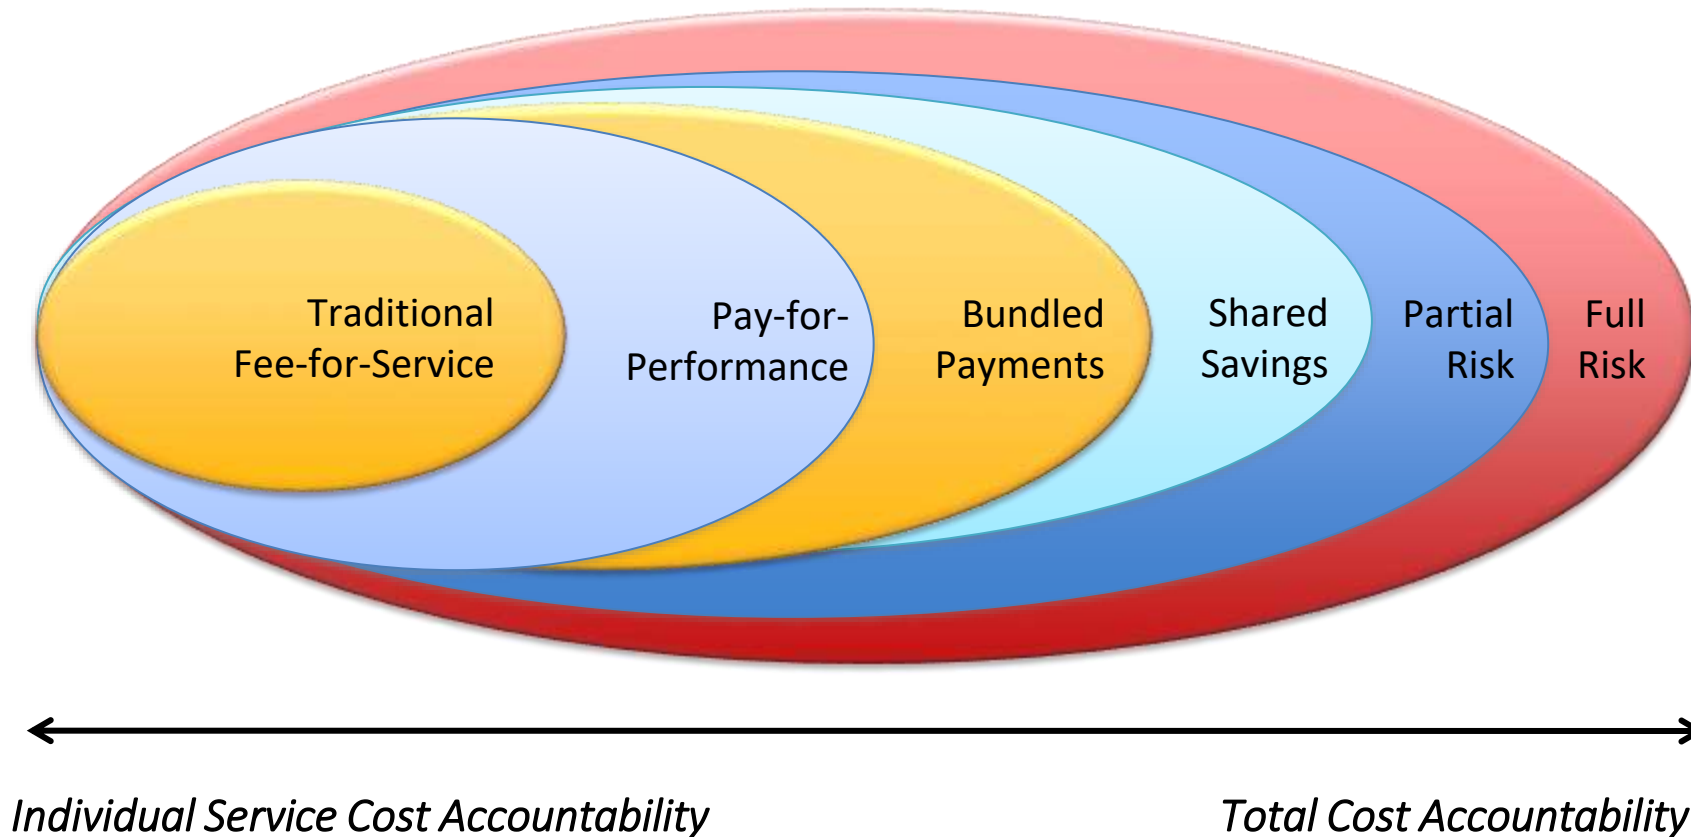 Traditional
Fee-for-Service
Pay-for-
Performance
Bundled
Payments
Shared
Savings
Partial
Risk
Full
Risk
Individual Service Cost Accountability
Total Cost Accountability